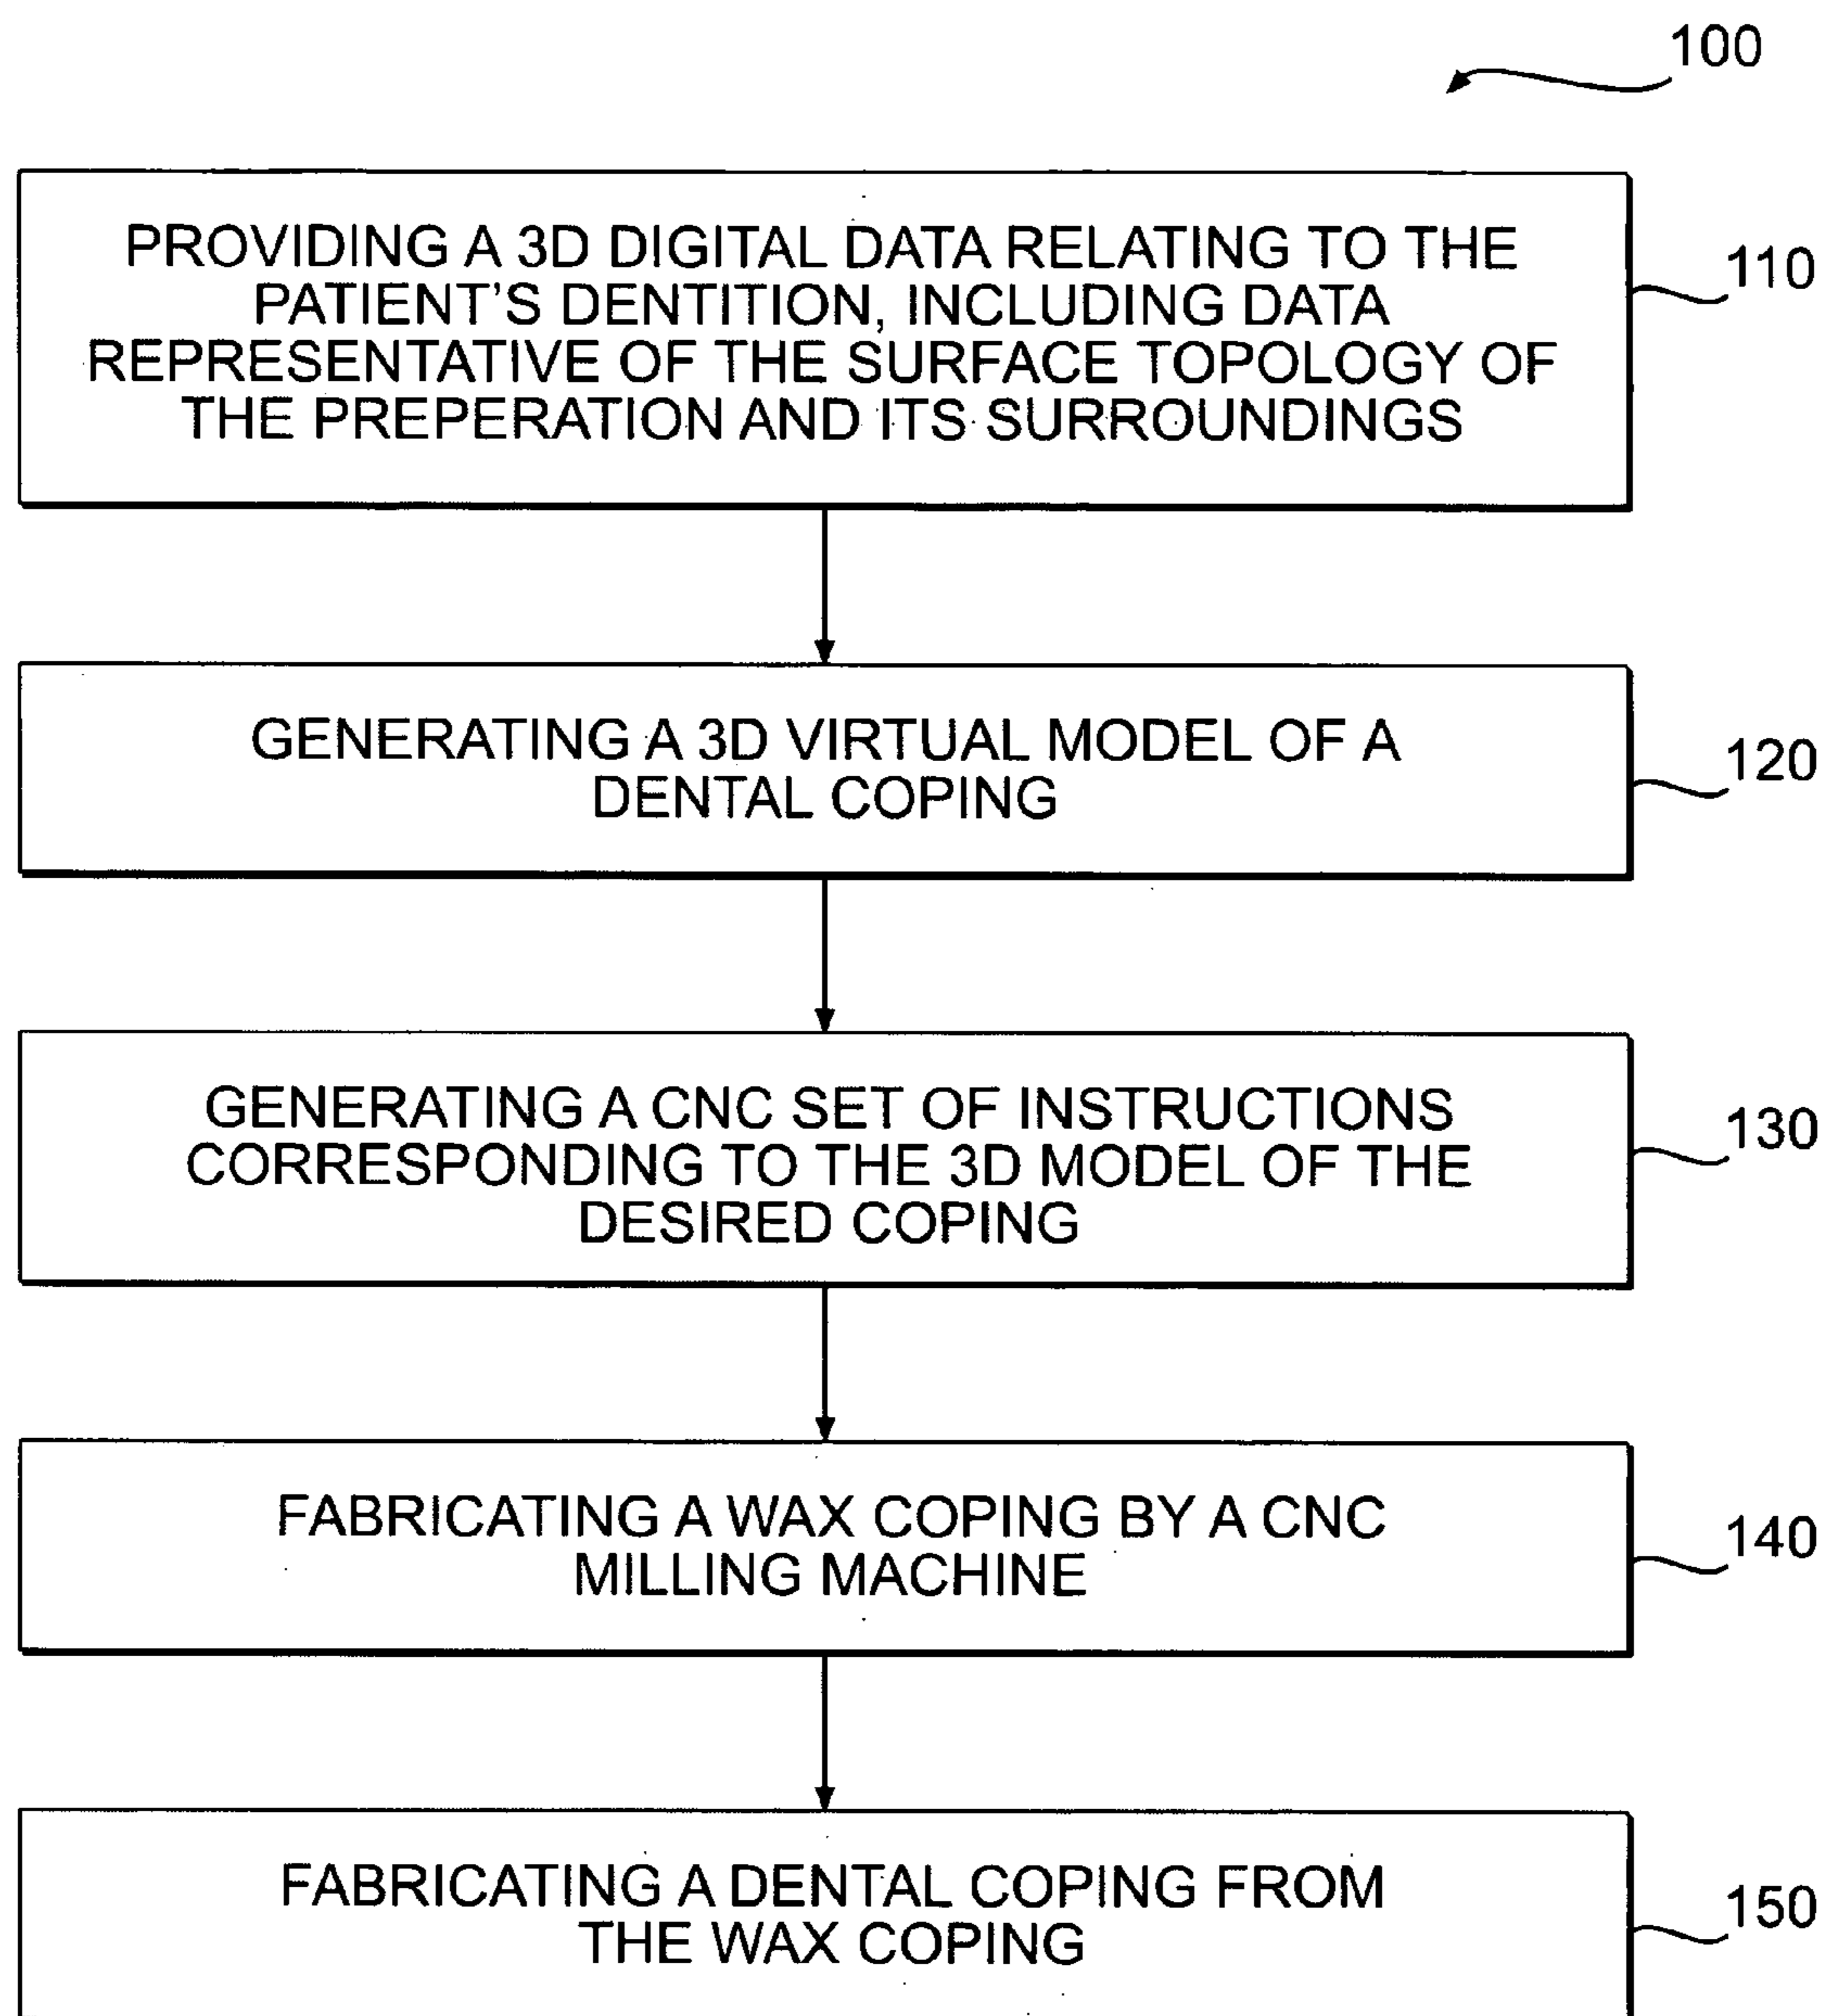 100
PROVIDING A 3D DIGITAL DATA RELATING TO THE
PATIENT'S DENTITION, INCLUDING DATA
REPRESENTATIVE OF THE SURFACE TOPOLOGY OF
THE PREPERATION AND ITS SURROUNDINGS
110
GENERATING A 3D VIRTUAL MODEL OF A
DENTAL COPING
120
GENERATING A CNC SET OF INSTRUCTIONS
CORRESPONDING TO THE 3D MODEL OF THE
DESIRED COPING
130
FABRICATING A WAX COPING BY A CNC
MILLING MACHINE
140
FABRICATING A DENTAL COPING FROM
THE WAX COPING
150